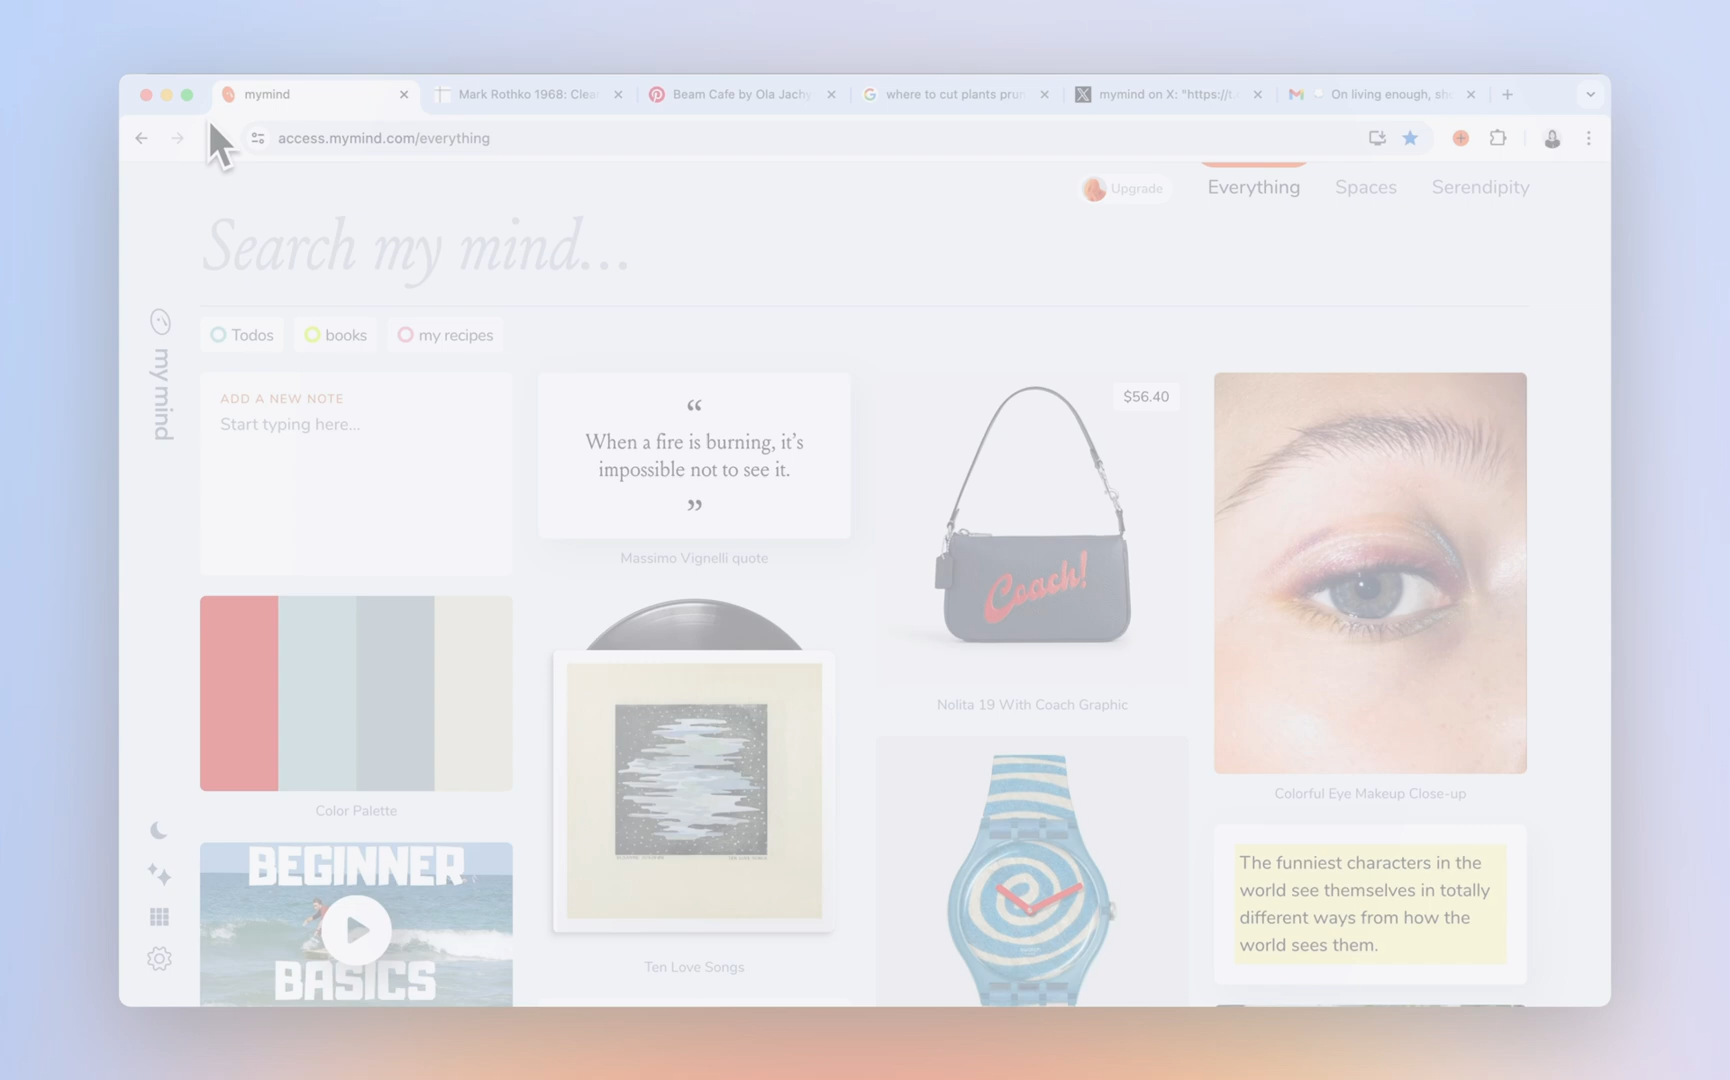 mymind
Mark Rothko 1968: Clea
Beam Cafe by Ola Jachy
where to cut plants prun
mymind on X: "https://t.
On living enough, sh
access.mymind.com/everything
Upgrade
Everything
Spaces
Serendipity
Search my mind...
my mind
Todos
books
my recipes
ADD A NEW NOTE
Start typing here...
“
When a fire is burning, it’s
impossible not to see it.
”
Massimo Vignelli quote
$56.40
Coach!
Nolita 19 With Coach Graphic
Colorful Eye Makeup Close-up
Color Palette
BEGINNER
BASICS
Ten Love Songs
The funniest characters in the
world see themselves in totally
different ways from how the
world sees them.